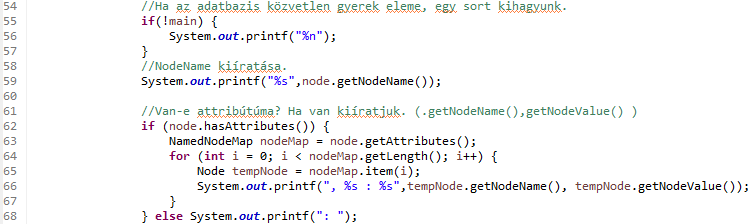 54 //Ha az adatbazis közvetlen gyerek eleme, egy sort kihagyunk.
55 if(!main) {
56 System.out.printf("%n");
57 }
58 //NodeName kiíratása.
59 System.out.printf("%s",node.getNodeName());
60
61 //Van-e attribútúma? Ha van kiíratjuk. (.getNodeName(),getNodeValue() )
62 if (node.hasAttributes()) {
63 NamedNodeMap nodeMap = node.getAttributes();
64 for (int i = 0; i < nodeMap.getLength(); i++) {
65 Node tempNode = nodeMap.item(i);
66 System.out.printf(", %s : %s",tempNode.getNodeName(), tempNode.getNodeValue());
67 }
68 } else System.out.printf(": ");